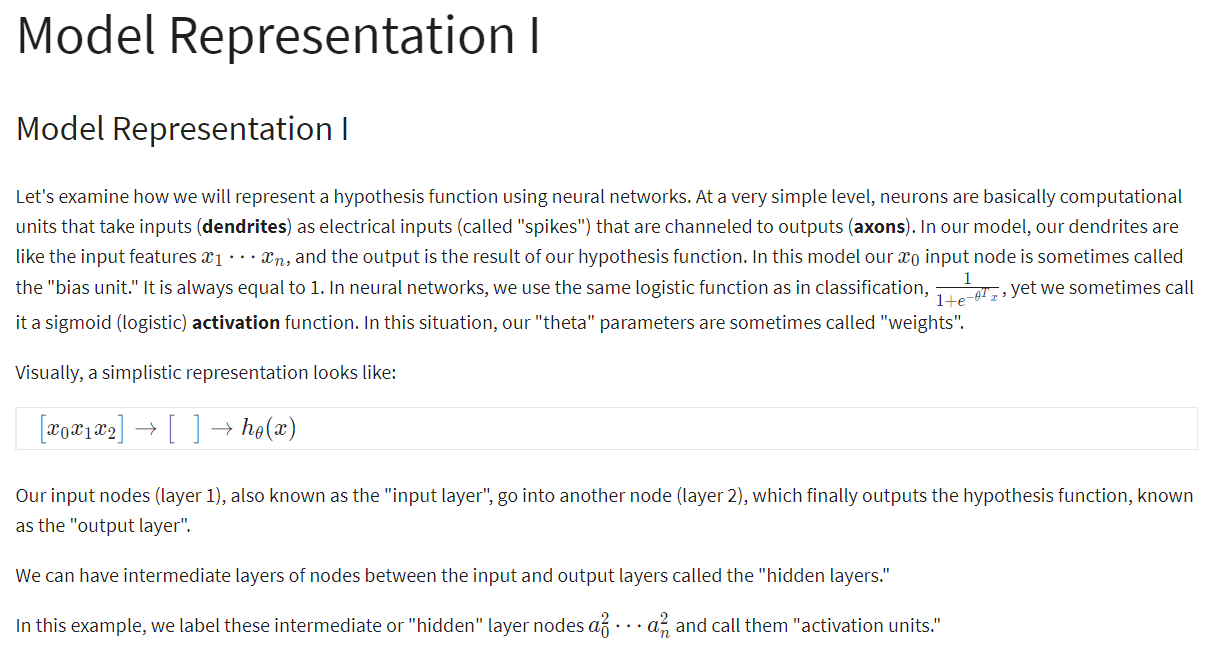 Model Representation I
Model Representation I
Let's examine how we will represent a hypothesis function using neural networks. At a very simple level, neurons are basically computational
units that take inputs (dendrites) as electrical inputs (called "spikes") that are channeled to outputs (axons). In our model, our dendrites are
like the input features x₁ ⋯ xₙ, and the output is the result of our hypothesis function. In this model our x₀ input node is sometimes called
the "bias unit." It is always equal to 1. In neural networks, we use the same logistic function as in classification, $\frac{1}{1+e^{-\theta^T x}}$, yet we sometimes call
it a sigmoid (logistic) activation function. In this situation, our "theta" parameters are sometimes called "weights".
Visually, a simplistic representation looks like:
[x₀x₁x₂] → [ ] → h_θ(x)
Our input nodes (layer 1), also known as the "input layer", go into another node (layer 2), which finally outputs the hypothesis function, known
as the "output layer".
We can have intermediate layers of nodes between the input and output layers called the "hidden layers."
In this example, we label these intermediate or "hidden" layer nodes $a_0^2 \cdots a_n^2$ and call them "activation units."